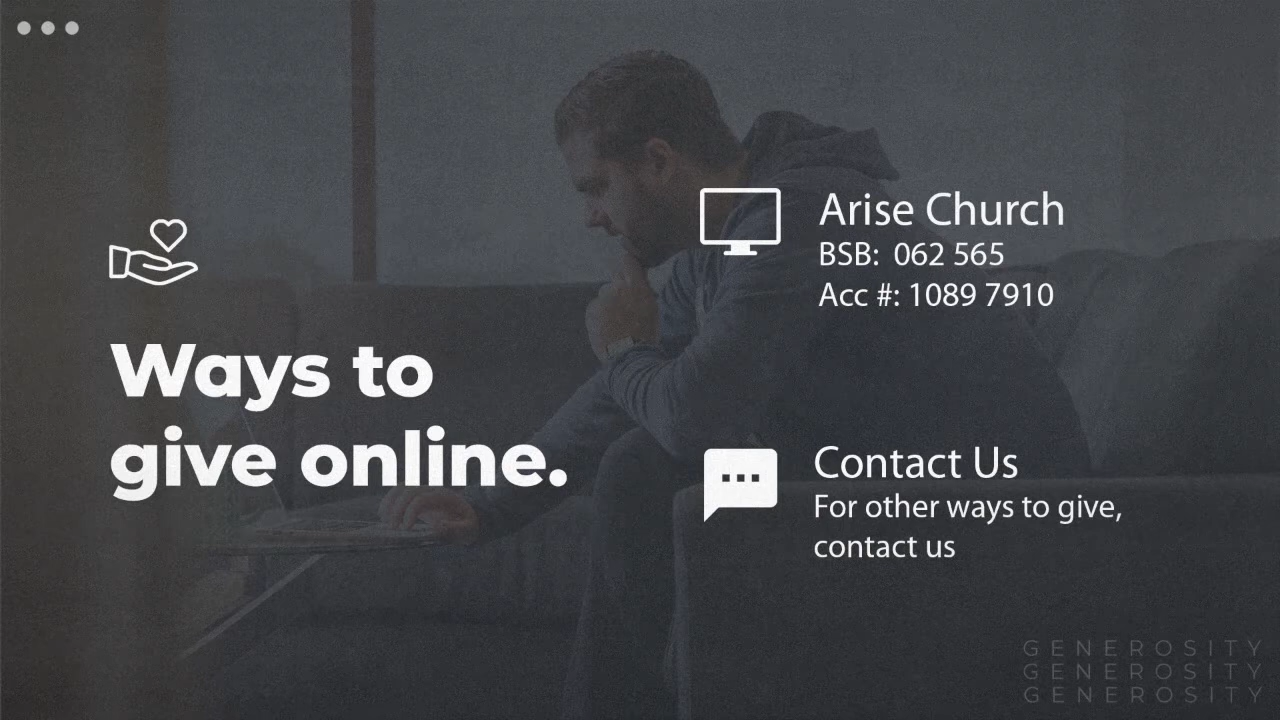 Ways to
give online.
Arise Church
BSB: 062 565
Acc #: 1089 7910
Contact Us
For other ways to give,
contact us
GENEROSITY
GENEROSITY
GENEROSITY